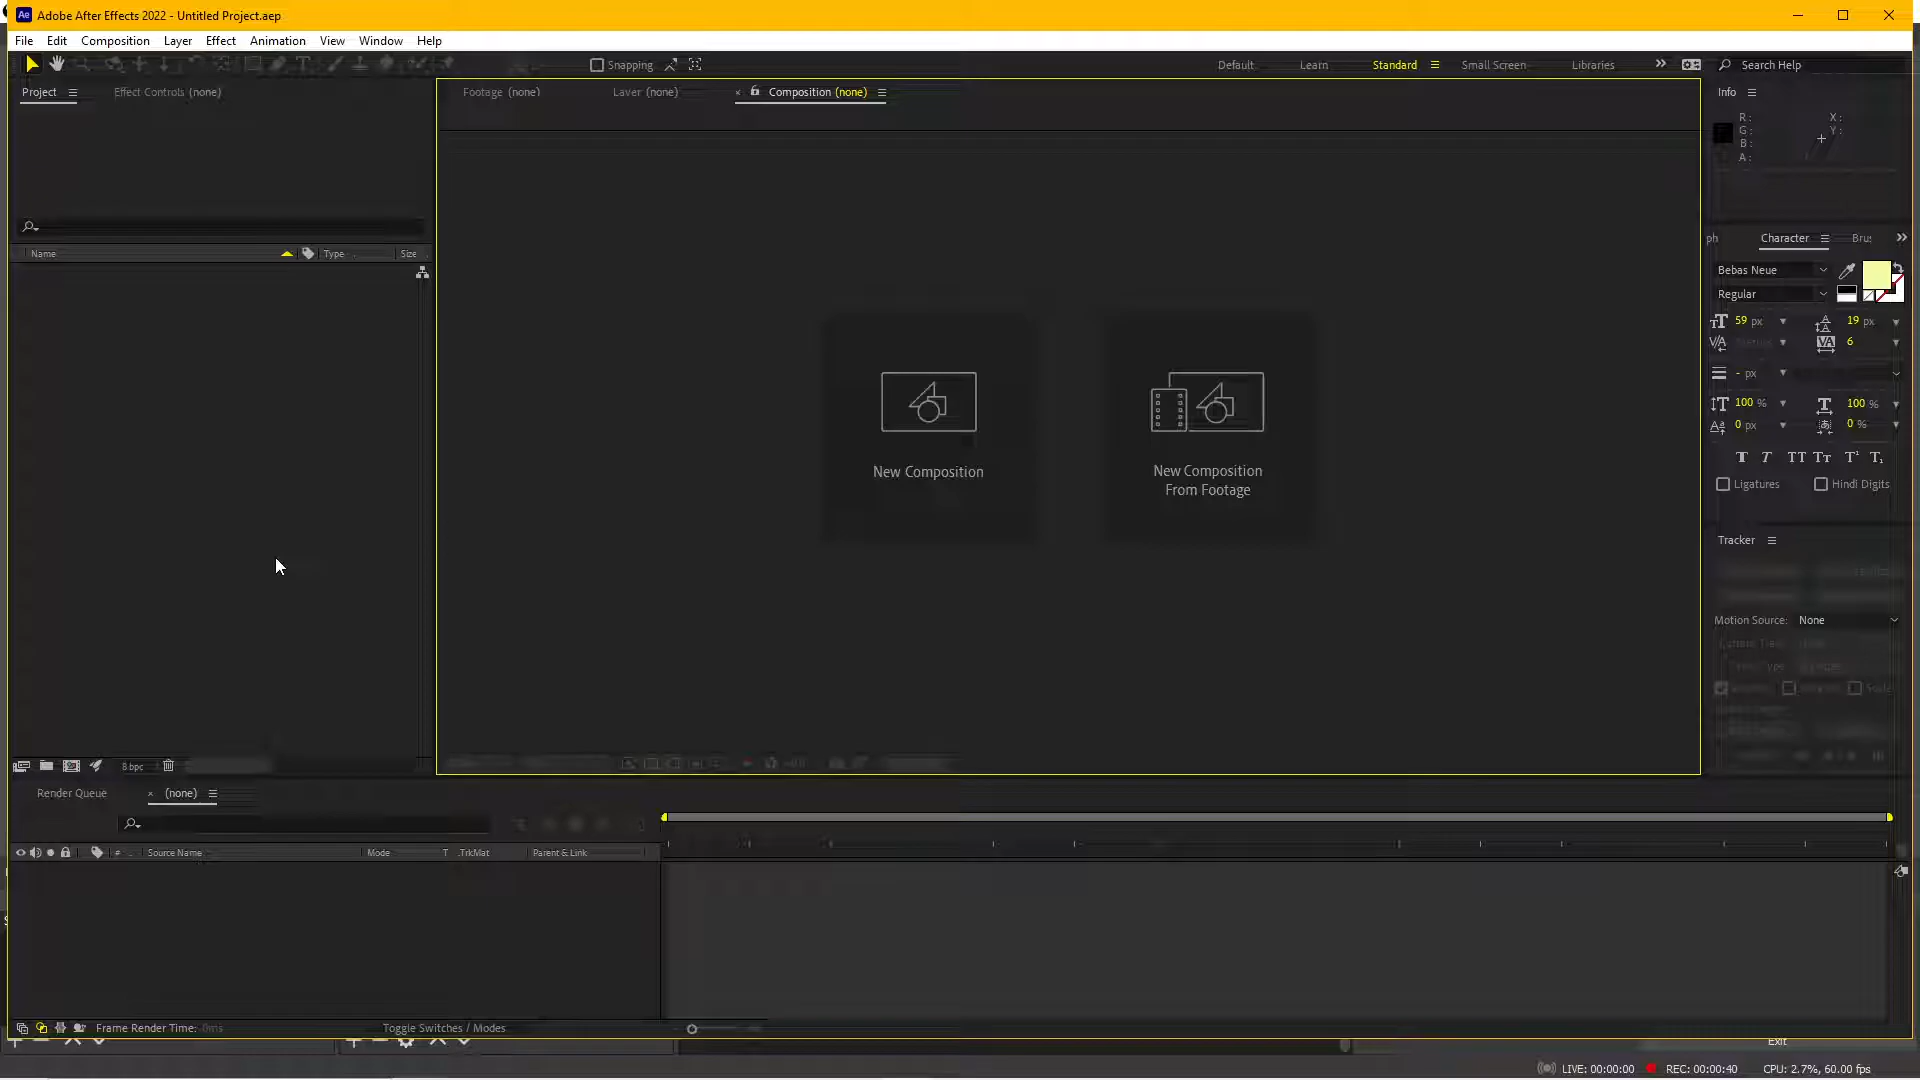 Adobe After Effects 2022 - Untitled Project.aep
File Edit Composition Layer Effect Animation View Window Help
Snapping
Default Learn Standard Small Screen Libraries Search Help
Project Effect Controls (none)
Footage (none) Layer (none) Composition (none)
Info
R: X:
G: Y:
B:
A:
Name Type Size
ph Character Bru
Bebas Neue
Regular
59 px 19 px
6
- px
100 % 100 %
0 px 0 %
Ligatures Hindi Digits
New Composition
New Composition
From Footage
Tracker
Motion Source: None
8 bpc
Render Queue (none)
# Source Name Mode T .TrkMat Parent & Link
Frame Render Time: 0ms Toggle Switches / Modes
Exit
LIVE: 00:00:00 REC: 00:00:40 CPU: 2.7%, 60.00 fps